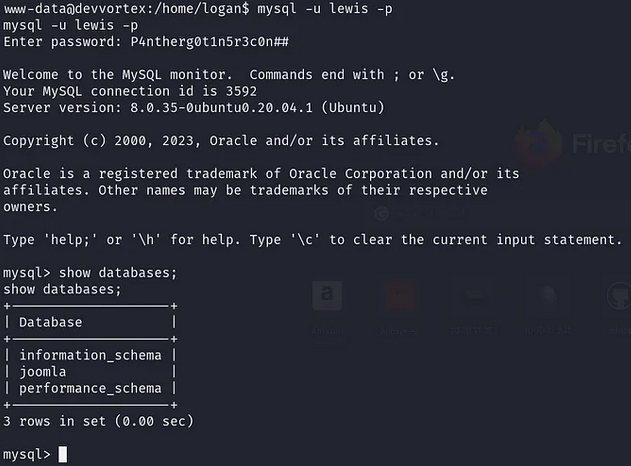 www-data@devvortex:/home/logan$ mysql -u lewis -p
mysql -u lewis -p
Enter password: P4ntherg0t1n5r3c0n##
Welcome to the MySQL monitor.  Commands end with ; or \g.
Your MySQL connection id is 3592
Server version: 8.0.35-0ubuntu0.20.04.1 (Ubuntu)
Copyright (c) 2000, 2023, Oracle and/or its affiliates.
Oracle is a registered trademark of Oracle Corporation and/or its
affiliates. Other names may be trademarks of their respective
owners.
Type 'help;' or '\h' for help. Type '\c' to clear the current input statement.
mysql> show databases;
show databases;
+--------------------+
| Database           |
+--------------------+
| information_schema |
| joomla             |
| performance_schema |
+--------------------+
3 rows in set (0.00 sec)
mysql>
Firefo